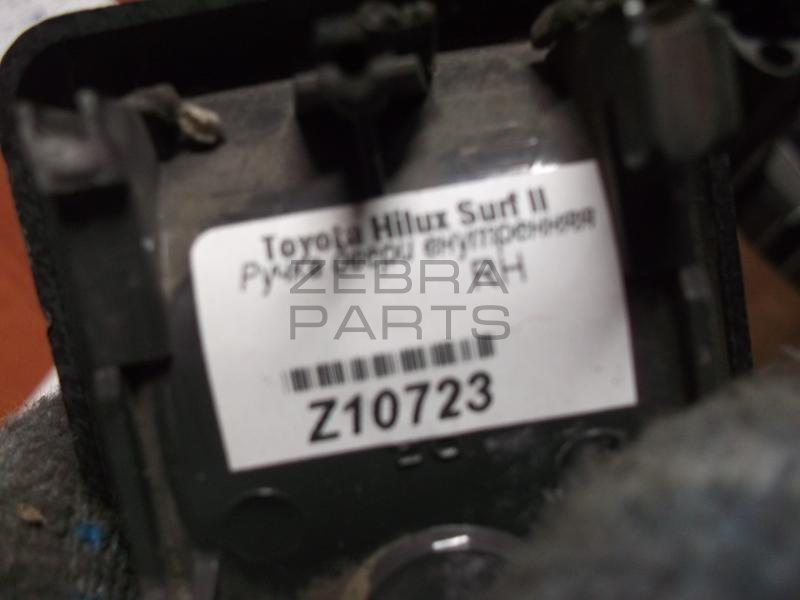 Toyota Hilux Surf II
Ручка двери внутренняя
ZEBRA
PARTS
Z10723